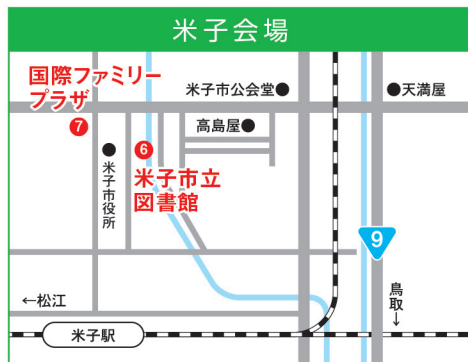 米子会場
国際ファミリー
プラザ
7
米子市公会堂
天満屋
高島屋
6
米子市立
図書館
米子市役所
9
←松江
鳥取→
米子駅